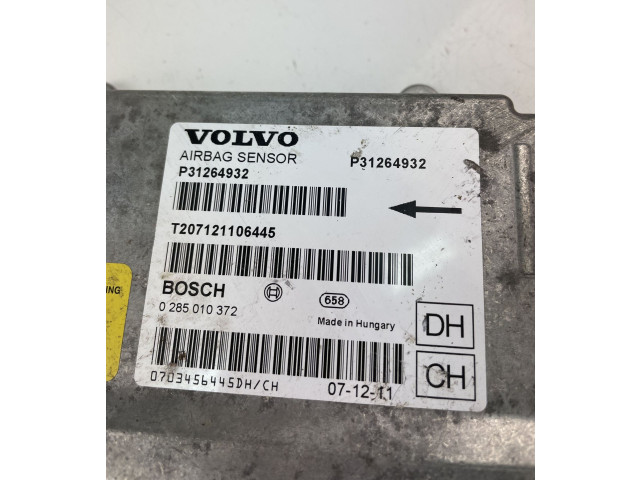 VOLVO
AIRBAG SENSOR P31264932
P31264932
T207121106445
BOSCH 658
0 285 010 372 Made in Hungary
DH
CH
0703456445DH/CH 07-12-11